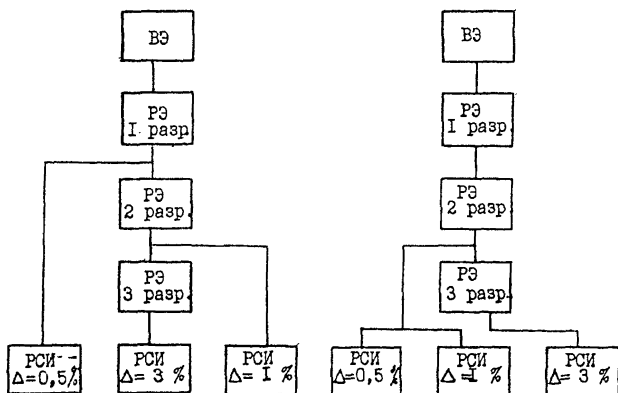 ВЭ
РЭ
I разр.
РЭ
2 разр.
РЭ
3 разр.
РСИ
Δ=0,5%
РСИ
Δ= 3 %
РСИ
Δ= I %
ВЭ
РЭ
I разр.
РЭ
2 разр
РЭ
3 разр.
РСИ
Δ=0,5 %
РСИ
Δ=I %
РСИ
Δ= 3 %